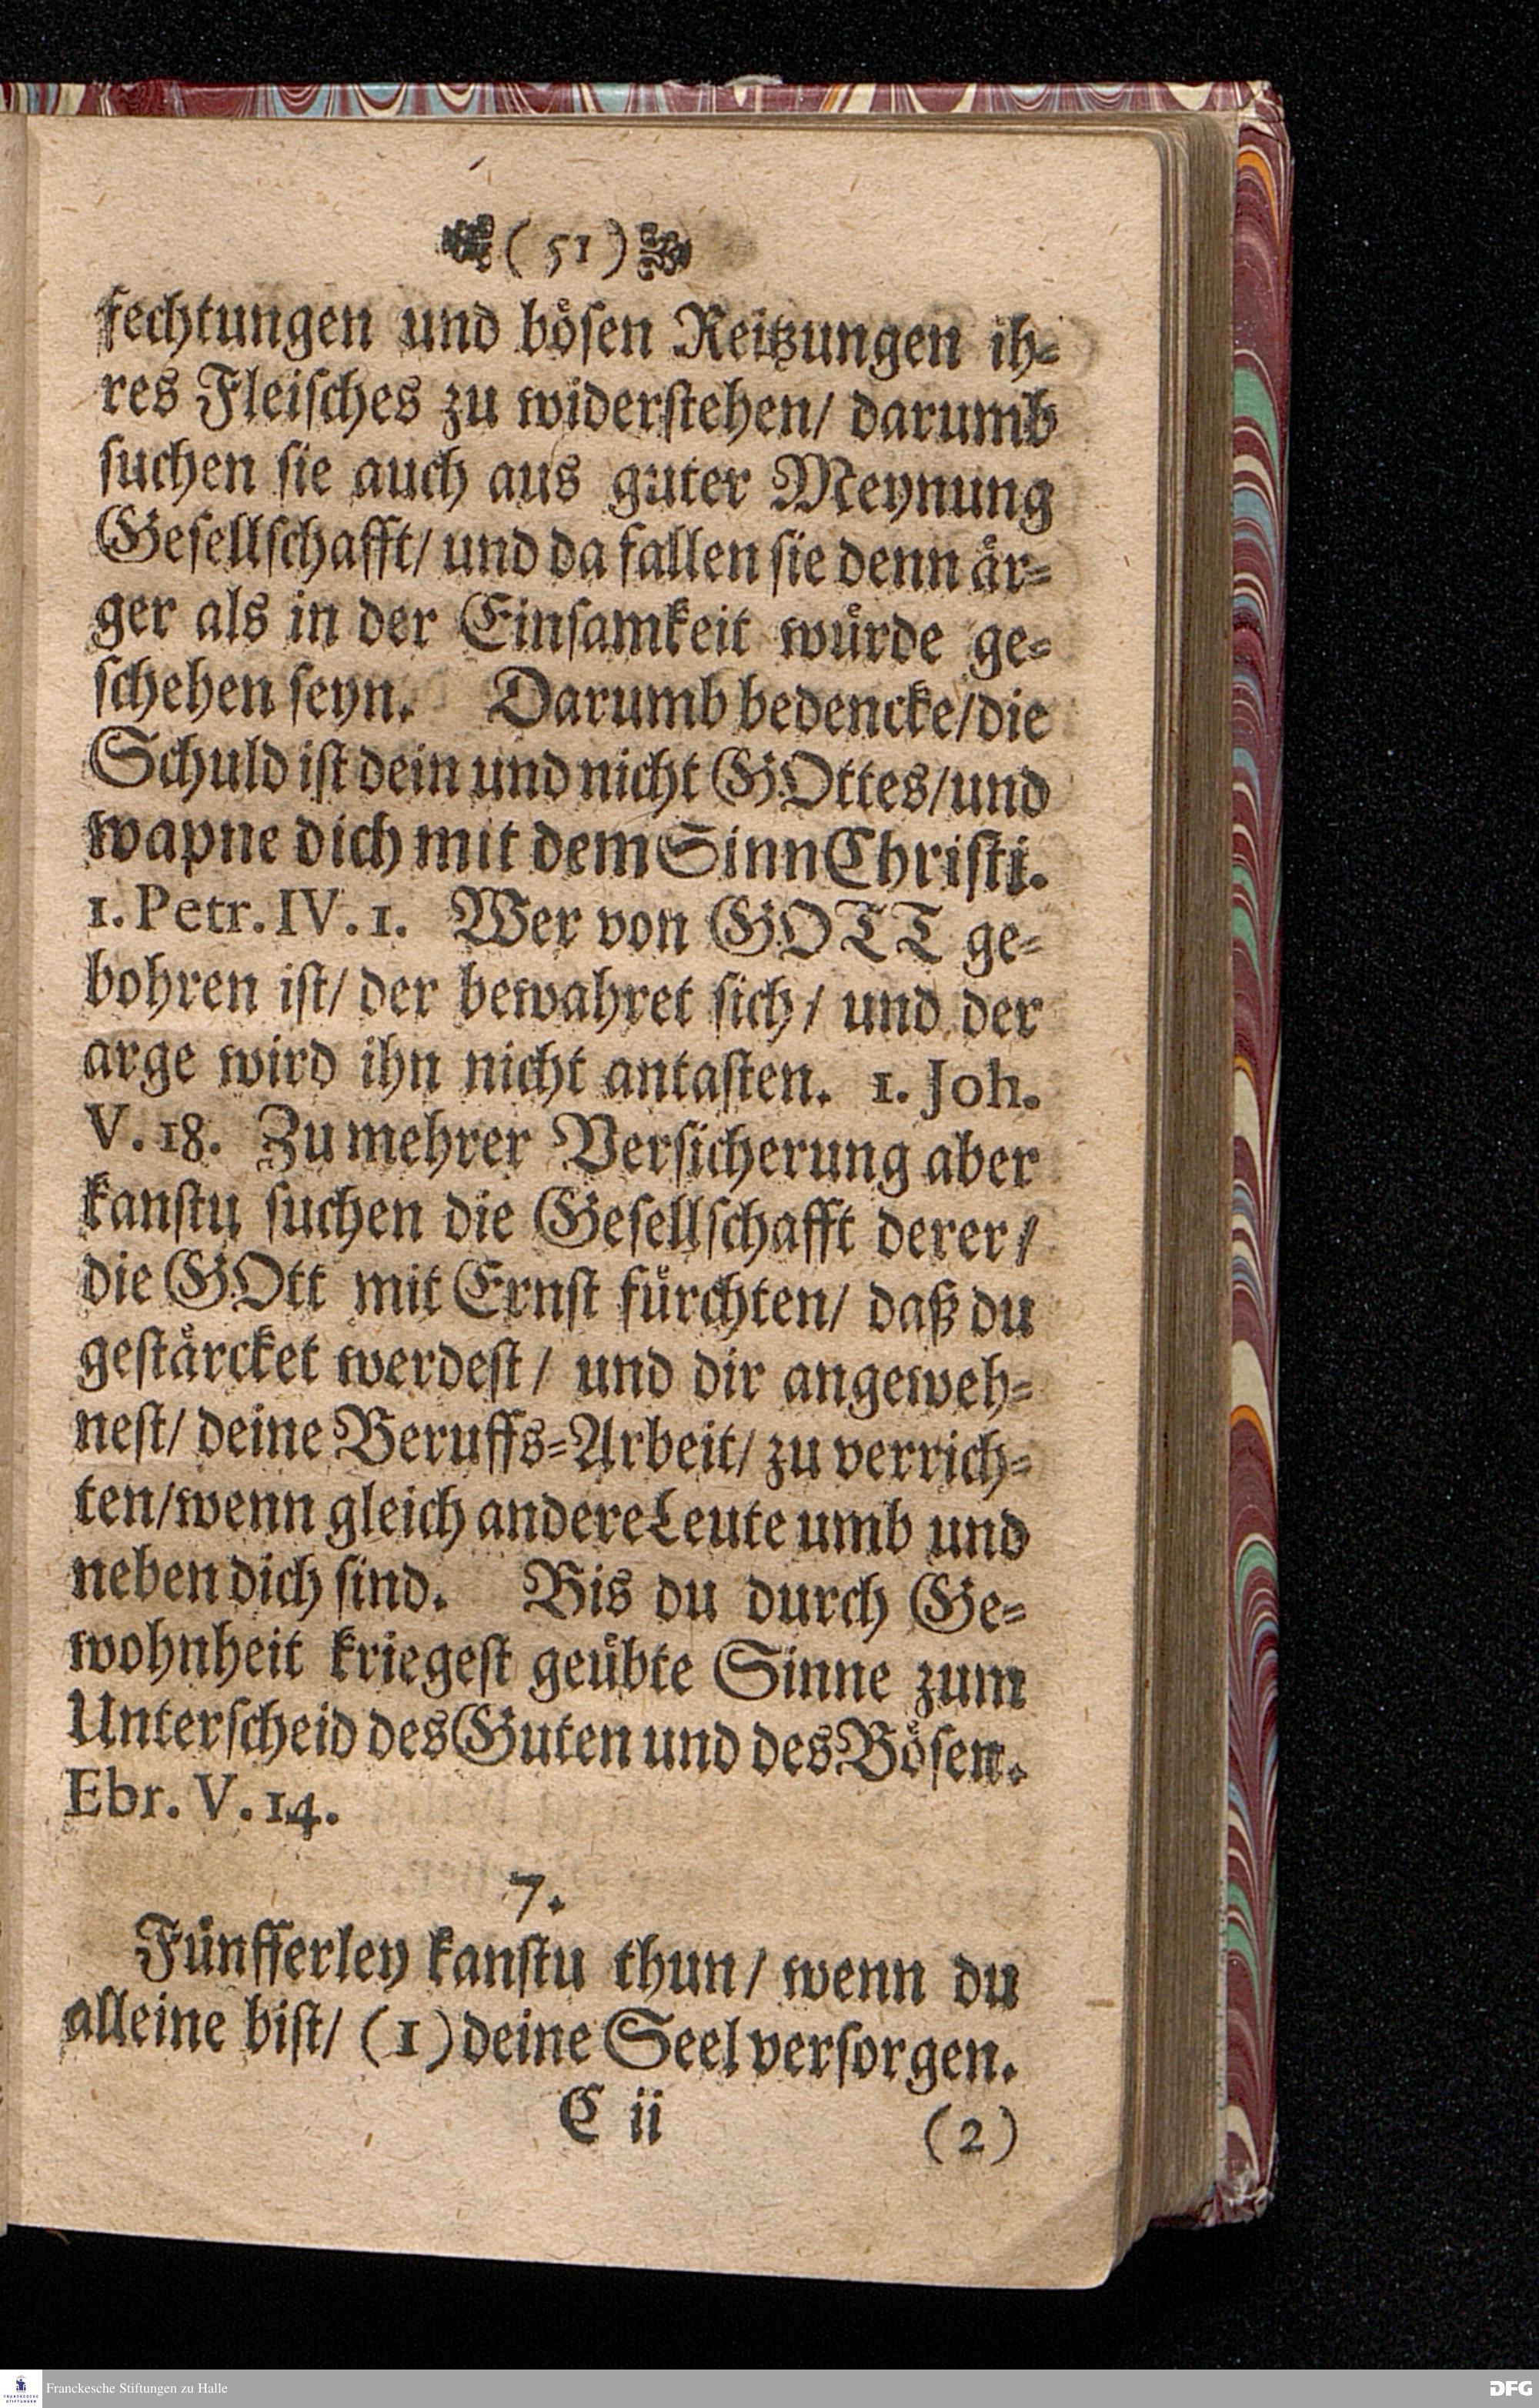 (51)
fechtungen und bösen Reitzungen ih-
res Fleisches zu widerstehen/ darumb
suchen sie auch aus guter Meynung
Gesellschafft/ und da fallen sie denn är-
ger als in der Einsamkeit würde ge-
schehen seyn. Darumb bedencke/die
Schuld ist dein und nicht GOttes/und
wapne dich mit dem Sinn Christi.
1. Petr. IV. 1. Wer von GOTT ge-
bohren ist/ der bewahret sich/ und der
arge wird ihn nicht antasten. 1. Joh.
V. 18. Zu mehrer Versicherung aber
kanstu suchen die Gesellschafft derer/
die GOtt mit Ernst fürchten/ daß du
gestärcket werdest/ und dir angeweh-
nest/ deine Beruffs-Arbeit/ zu verrich-
ten/wenn gleich andere Leute umb und
neben dich sind. Bis du durch Ge-
wohnheit kriegest geübte Sinne zum
Unterscheid des Guten und des Bösen.
Ebr. V. 14.
7.
Fünfferley kanstu thun/ wenn du
alleine bist/ (1) deine Seel versorgen.
C ii (2)
Franckesche Stiftungen zu Halle
DFG